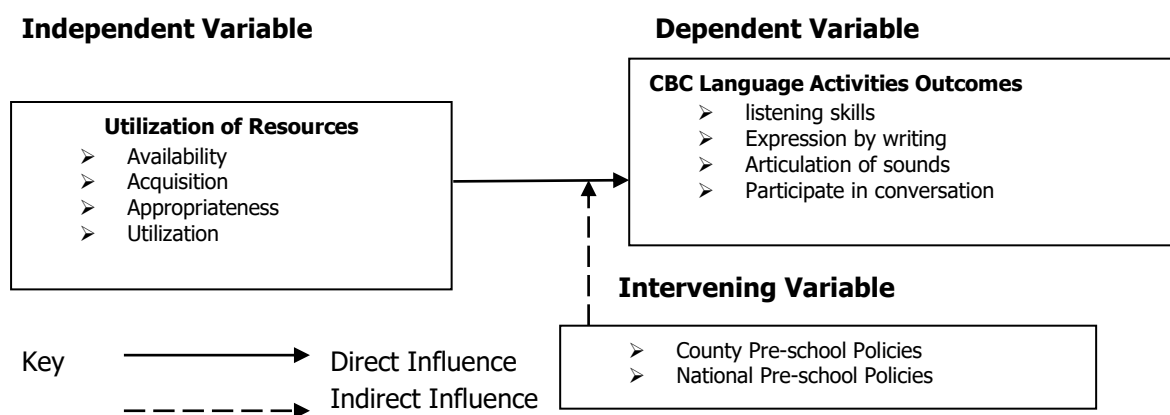 Independent Variable
Utilization of Resources
➢ Availability
➢ Acquisition
➢ Appropriateness
➢ Utilization
Dependent Variable
CBC Language Activities Outcomes
➢ listening skills
➢ Expression by writing
➢ Articulation of sounds
➢ Participate in conversation
Intervening Variable
➢ County Pre-school Policies
➢ National Pre-school Policies
Key
Direct Influence
Indirect Influence